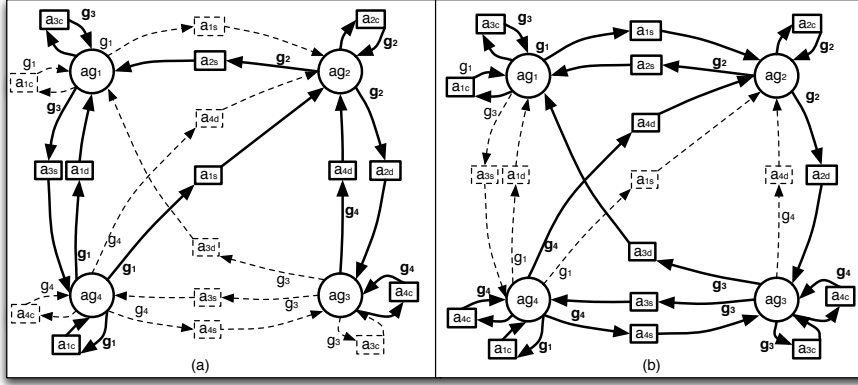 a3c g3 g1 a1s a2c
g2
ag1 a2s g2 ag2
g1 a1c
g3 a4d g2
a3s a1d a1s a4d a2d
g4
g1 g4 g1 a3d
g4 ag4 g3 ag3 g4
a4c a3s g3 a4c
g4 a4s
a1c g1 g3 a3c
(a)
a3c g3 g1 a1s a2c
g2
ag1 a2s g2 ag2
g1 a1c
g3 a4d g2
a3s a1d a1s a4d a2d
g4
g1 g4 g1 a3d
g4 ag4 g3 ag3 g4
a4c a3s g3 a4c
g4 a4s
a1c g1 g3 a3c
(b)